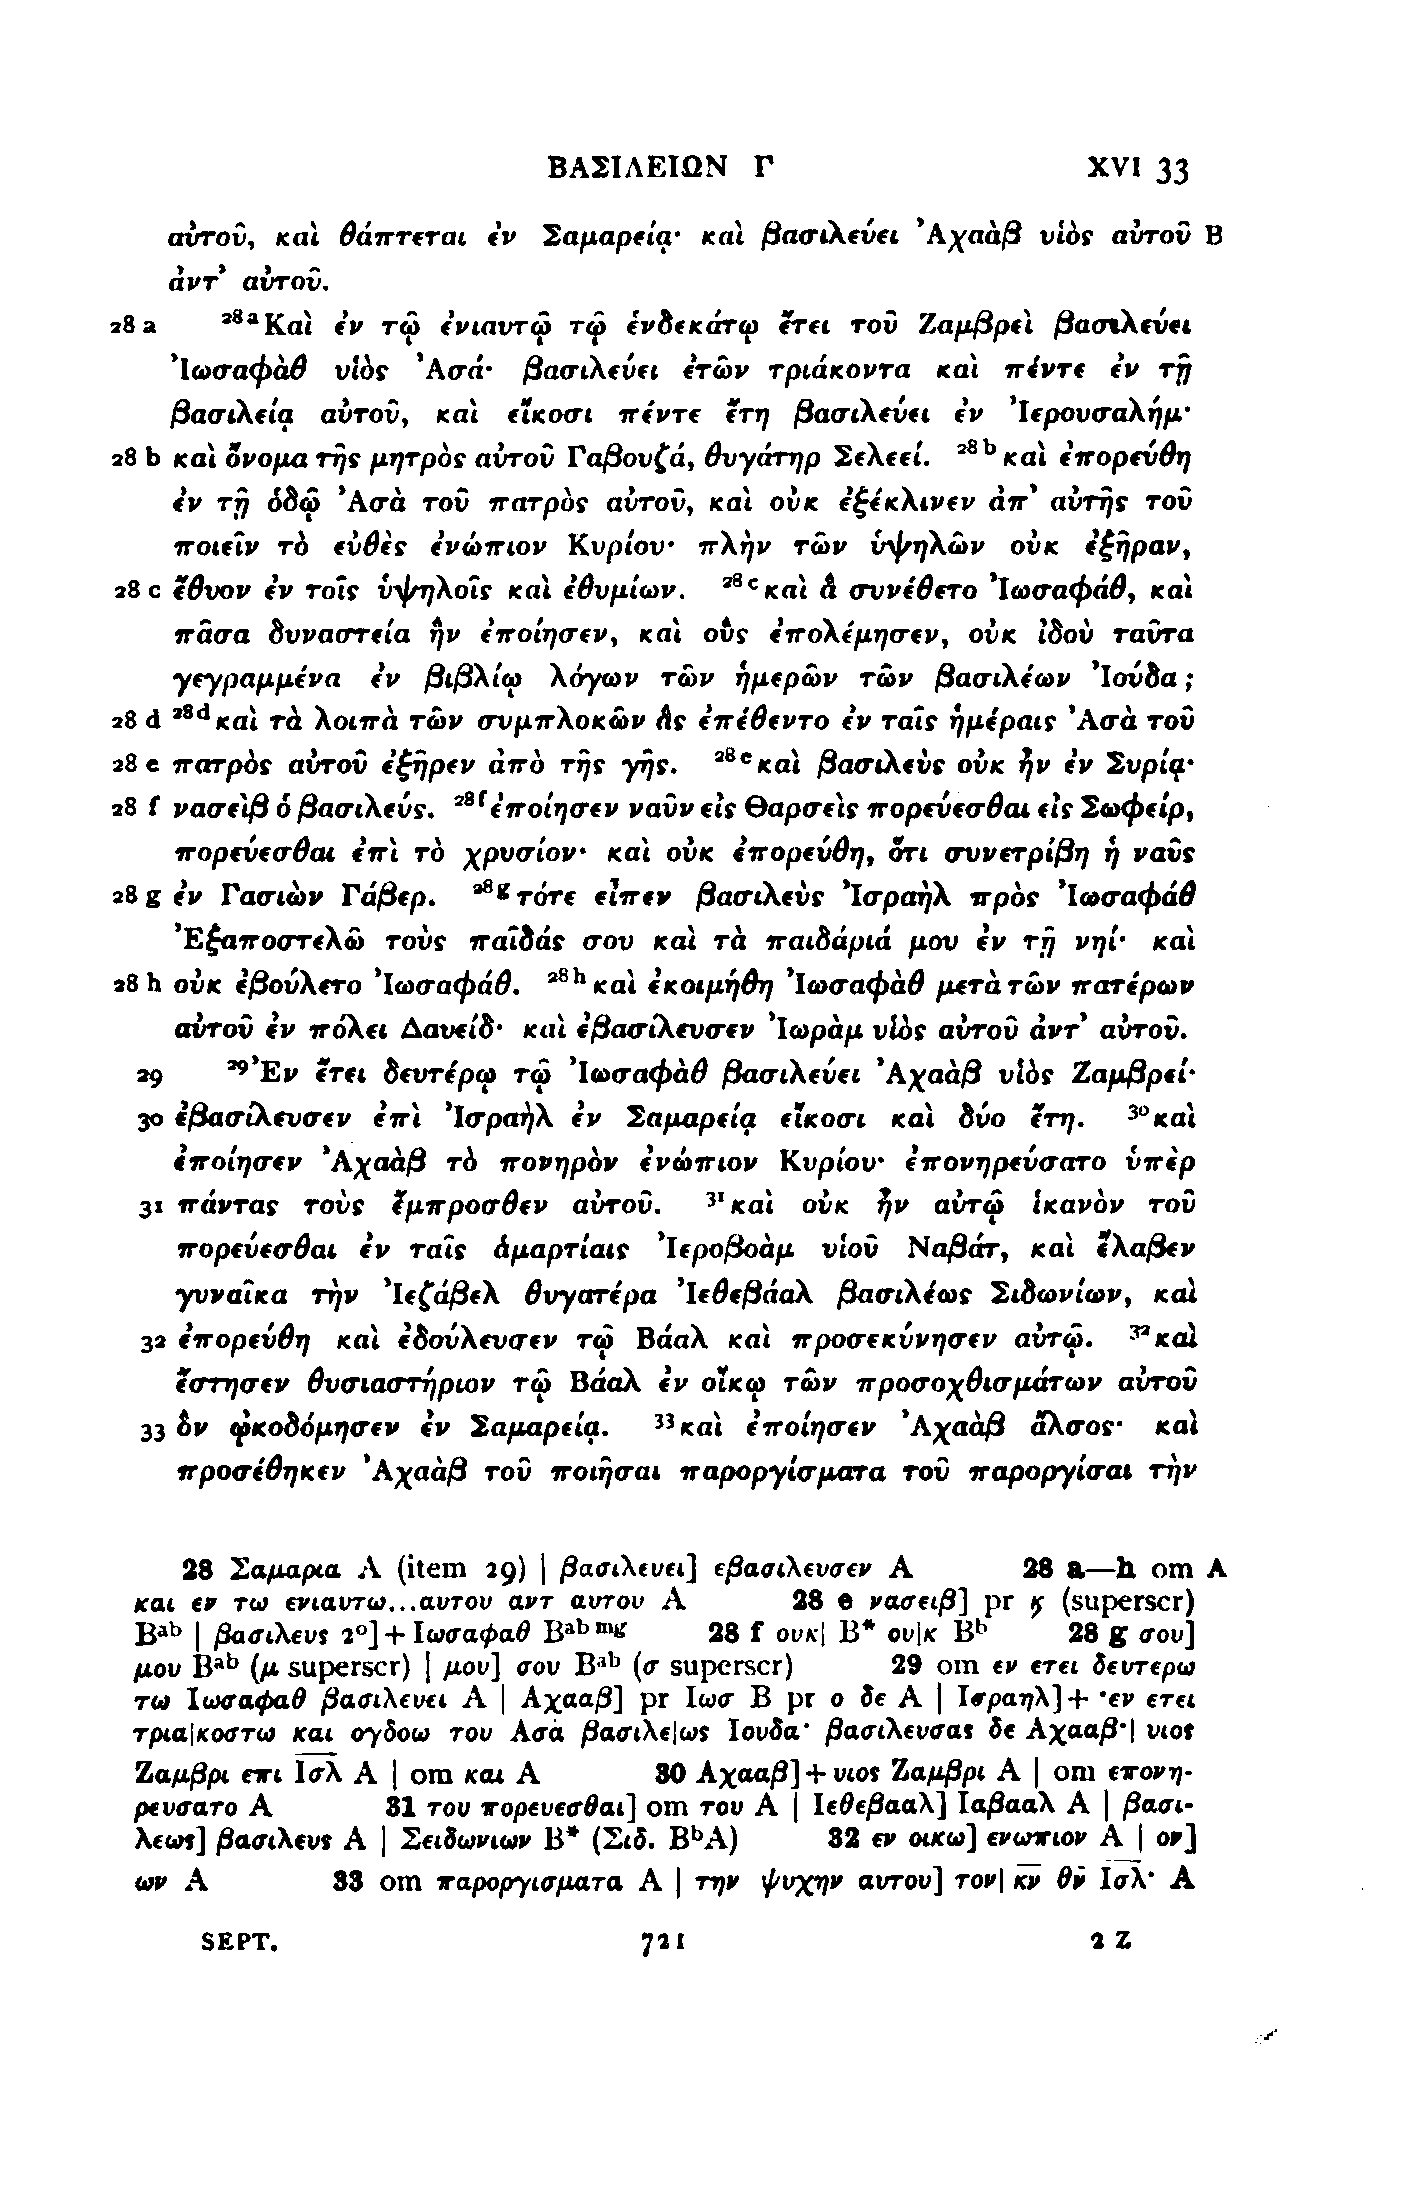 ΒΑΣΙΛΕΙΩΝ Γ XVI 33
αὐτοῦ, καὶ θάπτεται ἐν Σαμαρείᾳ· καὶ βασιλεύει Ἀχαὰβ υἱὸς αὐτοῦ B
ἀντ’ αὐτοῦ.
28 a 28a Καὶ ἐν τῷ ἐνιαυτῷ τῷ ἑνδεκάτῳ ἔτει τοῦ Ζαμβρεὶ βασιλεύει
Ἰωσαφὰθ υἱὸς Ἀσά· βασιλεύει ἐτῶν τριάκοντα καὶ πέντε ἐν τῇ
βασιλείᾳ αὐτοῦ, καὶ εἴκοσι πέντε ἔτη βασιλεύει ἐν Ἰερουσαλήμ·
28 b καὶ ὄνομα τῆς μητρὸς αὐτοῦ Γαβουζά, θυγάτηρ Σελεεί. 28b καὶ ἐπορεύθη
ἐν τῇ ὁδῷ Ἀσὰ τοῦ πατρὸς αὐτοῦ, καὶ οὐκ ἐξέκλινεν ἀπ’ αὐτῆς τοῦ
ποιεῖν τὸ εὐθὲς ἐνώπιον Κυρίου· πλὴν τῶν ὑψηλῶν οὐκ ἐξῆραν,
28 c ἔθυον ἐν τοῖς ὑψηλοῖς καὶ ἐθυμίων. 28c καὶ ἃ συνέθετο Ἰωσαφάθ, καὶ
πᾶσα δυναστεία ἣν ἐποίησεν, καὶ οὓς ἐπολέμησεν, οὐκ ἰδοὺ ταῦτα
γεγραμμένα ἐν βιβλίῳ λόγων τῶν ἡμερῶν τῶν βασιλέων Ἰούδα;
28 d 28d καὶ τὰ λοιπὰ τῶν συμπλοκῶν ἃς ἐπέθεντο ἐν ταῖς ἡμέραις Ἀσὰ τοῦ
28 e πατρὸς αὐτοῦ ἐξῆρεν ἀπὸ τῆς γῆς. 28e καὶ βασιλεὺς οὐκ ἦν ἐν Συρίᾳ·
28 f νασεὶβ ὁ βασιλεύς. 28f ἐποίησεν ναῦν εἰς Θαρσεὶς πορεύεσθαι εἰς Σωφείρ,
πορεύεσθαι ἐπὶ τὸ χρυσίον· καὶ οὐκ ἐπορεύθη, ὅτι συνετρίβη ἡ ναῦς
28 g ἐν Γασιὼν Γάβερ. 28g τότε εἶπεν βασιλεὺς Ἰσραὴλ πρὸς Ἰωσαφάθ
Ἐξαποστελῶ τοὺς παῖδάς σου καὶ τὰ παιδάριά μου ἐν τῇ νηί· καὶ
28 h οὐκ ἐβούλετο Ἰωσαφάθ. 28h καὶ ἐκοιμήθη Ἰωσαφὰθ μετὰ τῶν πατέρων
αὐτοῦ ἐν πόλει Δαυείδ· καὶ ἐβασίλευσεν Ἰωρὰμ υἱὸς αὐτοῦ ἀντ’ αὐτοῦ.
29 29 Ἐν ἔτει δευτέρῳ τῷ Ἰωσαφὰθ βασιλεύει Ἀχαὰβ υἱὸς Ζαμβρεί·
30 ἐβασίλευσεν ἐπὶ Ἰσραὴλ ἐν Σαμαρείᾳ εἴκοσι καὶ δύο ἔτη. 30 καὶ
ἐποίησεν Ἀχαὰβ τὸ πονηρὸν ἐνώπιον Κυρίου· ἐπονηρεύσατο ὑπὲρ
31 πάντας τοὺς ἔμπροσθεν αὐτοῦ. 31 καὶ οὐκ ἦν αὐτῷ ἱκανὸν τοῦ
πορεύεσθαι ἐν ταῖς ἁμαρτίαις Ἰεροβοὰμ υἱοῦ Ναβάτ, καὶ ἔλαβεν
γυναῖκα τὴν Ἰεζάβελ θυγατέρα Ἰεθεβάαλ βασιλέως Σιδωνίων, καὶ
32 ἐπορεύθη καὶ ἐδούλευσεν τῷ Βάαλ καὶ προσεκύνησεν αὐτῷ. 32 καὶ
ἔστησεν θυσιαστήριον τῷ Βάαλ ἐν οἴκῳ τῶν προσοχθισμάτων αὐτοῦ
33 ὃν ᾠκοδόμησεν ἐν Σαμαρείᾳ. 33 καὶ ἐποίησεν Ἀχαὰβ ἄλσος· καὶ
προσέθηκεν Ἀχαὰβ τοῦ ποιῆσαι παροργίσματα τοῦ παροργίσαι τὴν
28 Σαμαρια A (item 29) | βασιλευει] εβασιλευσεν A 28 a—h om A
και εν τω ενιαυτω...αυτου αντ αυτου A 28 e νασειβ] pr (superscr)
Bab | βασιλευς 2º] + Ιωσαφαθ Bab mg 28 f ουκ| B* ου|κ Bb 28 g σου]
μου Bab (μ superscr) | μου] σου Bab (σ superscr) 29 om εν ετει δευτερω
τω Ιωσαφαθ βασιλευει A | Αχααβ] pr Ιωσ B pr ο δε A | Ισραηλ] + ·εν ετει
τρια|κοστω και ογδοω του Ασὰ βασιλε|ως Ιουδα· βασιλευσας δε Αχααβ·| υιος
Ζαμβρι επι Ισλ A | om και A 30 Αχααβ] + υιος Ζαμβρι A | om επονη-
ρευσατο A 31 του πορευεσθαι] om του A | Ιεθεβααλ] Ιαβααλ A | βασι-
λεως] βασιλευς A | Σειδωνιων B* (Σιδ. BbA) 32 εν οικω] ενωπιον A | ον]
ων A 33 om παροργισματα A | την ψυχην αυτου] τον| κν θν Ισλ· A
SEPT. 721 2 Z